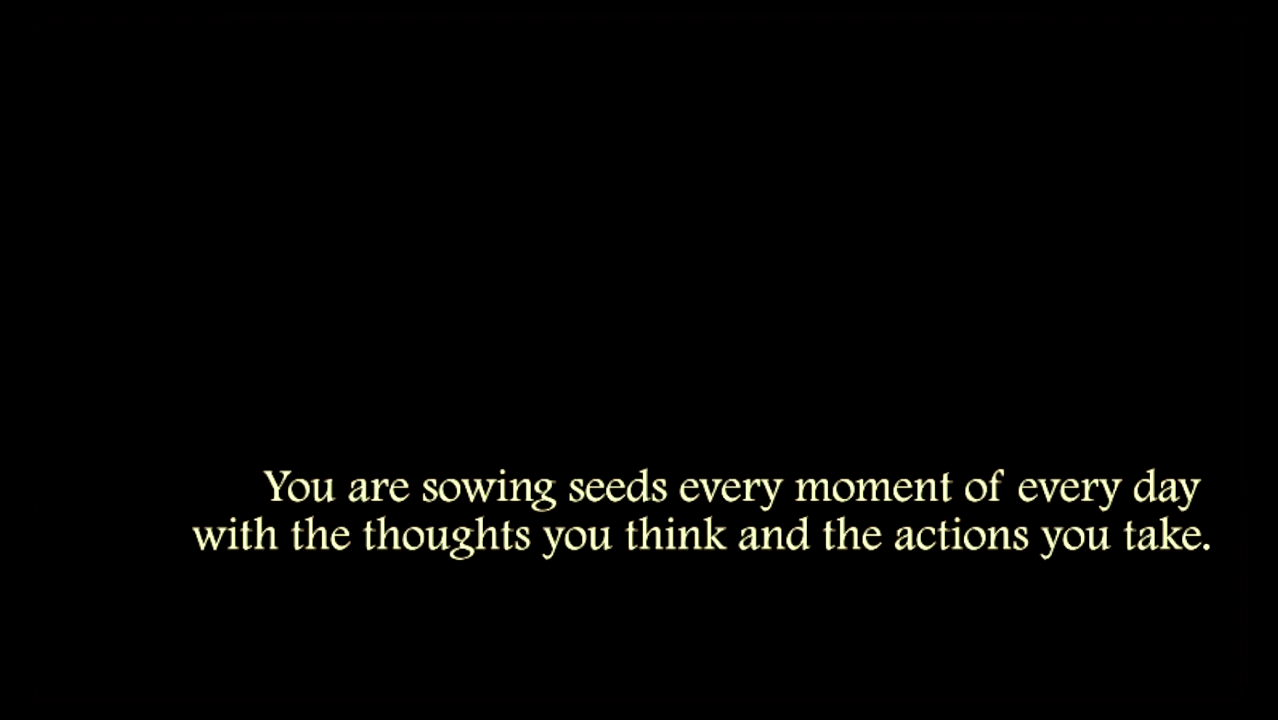 You are sowing seeds every moment of every day
with the thoughts you think and the actions you take.